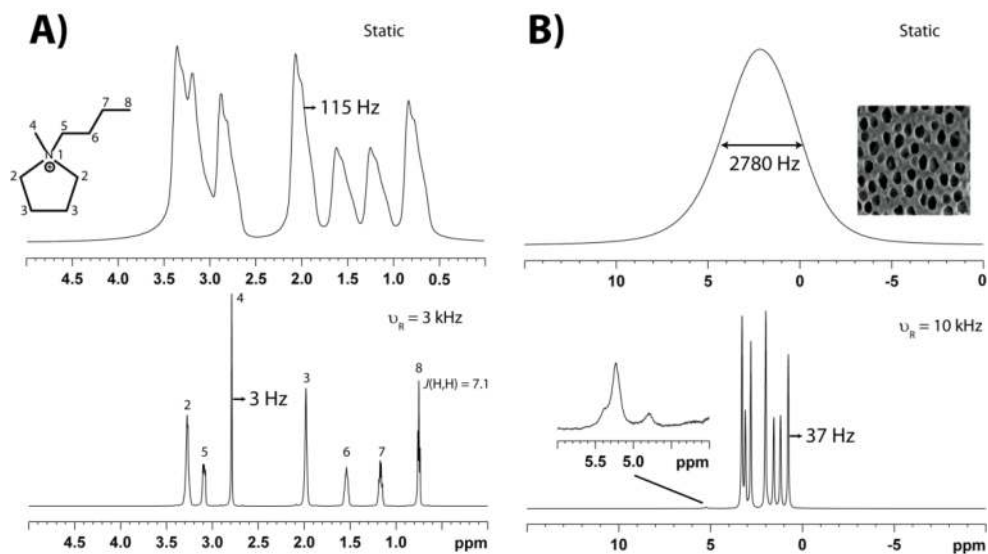 A)
Static
7
8
4
5
6
N
1
⊕
2
2
3
3
115 Hz
4.5 4.0 3.5 3.0 2.5 2.0 1.5 1.0 0.5
4
υR = 3 kHz
3 Hz
3
8
J(H,H) = 7.1
2
5
6
7
4.5 4.0 3.5 3.0 2.5 2.0 1.5 1.0 ppm
B)
Static
2780 Hz
10 5 0 -5 0
υR = 10 kHz
37 Hz
5.5 5.0 ppm
10 5 0 -5 ppm